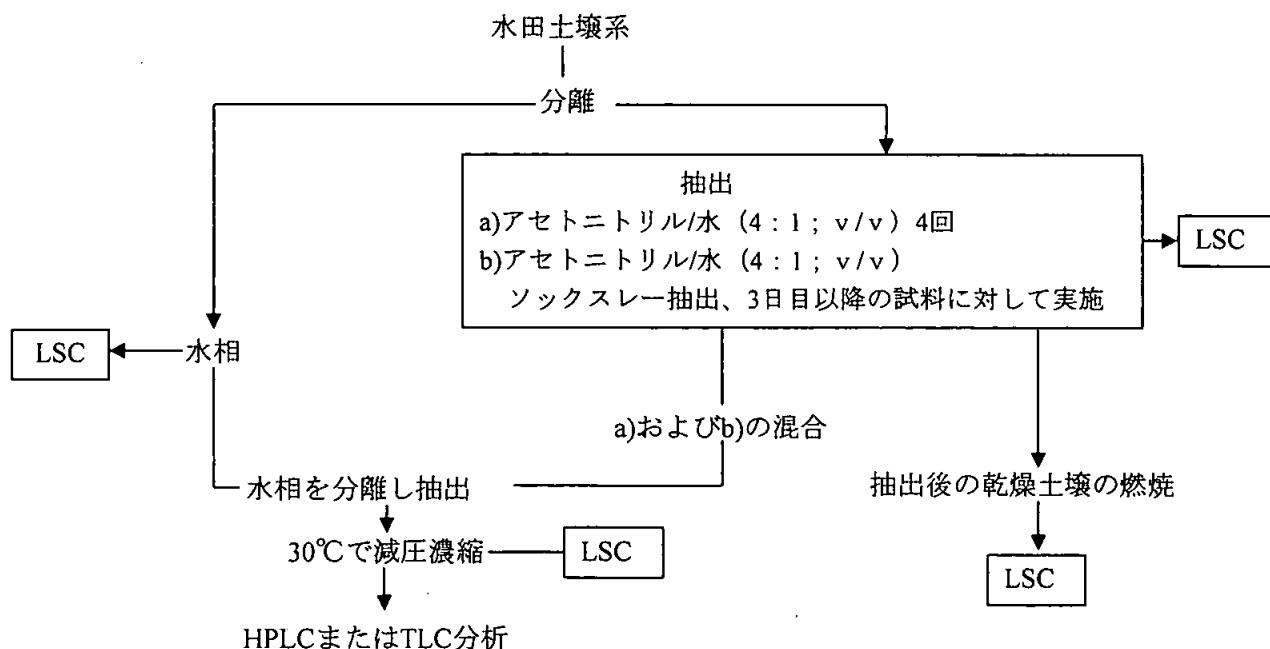 水田土壌系
分離
抽出
a)アセトニトリル/水（4：1；v/v）4回
b)アセトニトリル/水（4：1；v/v）
ソックスレー抽出、3日目以降の試料に対して実施
LSC
LSC
水相
a)およびb)の混合
水相を分離し抽出
抽出後の乾燥土壌の燃焼
30℃で減圧濃縮
LSC
LSC
HPLCまたはTLC分析